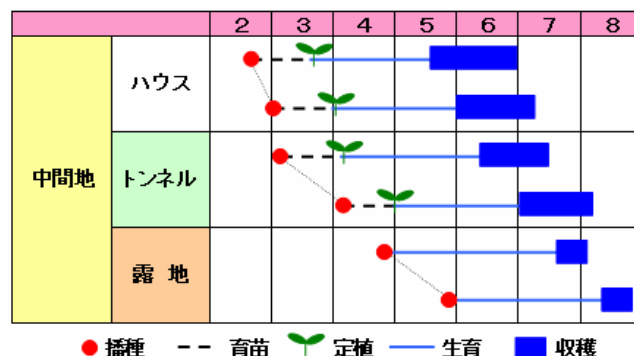 2 3 4 5 6 7 8
ハウス
中間地 トンネル
露 地
播種 育苗 定植 生育 収穫